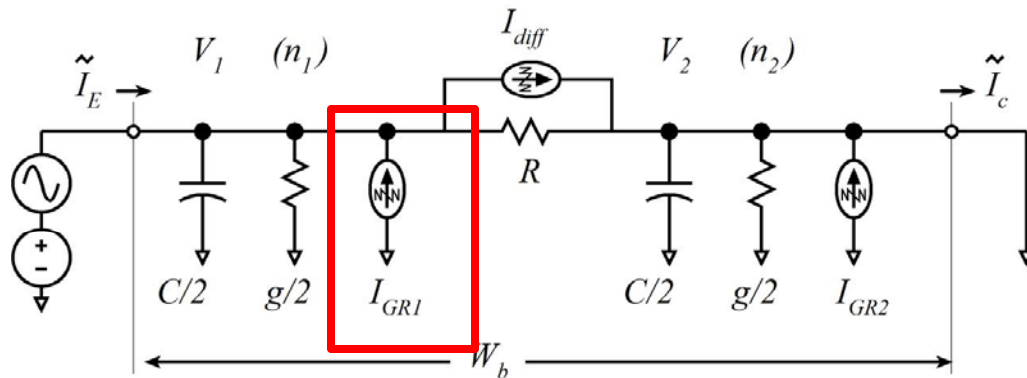 I_diff
V_1 (n_1) V_2 (n_2)
Ĩ_E Ĩ_c
R
+
−
C/2 g/2 I_GR1 C/2 g/2 I_GR2
W_b